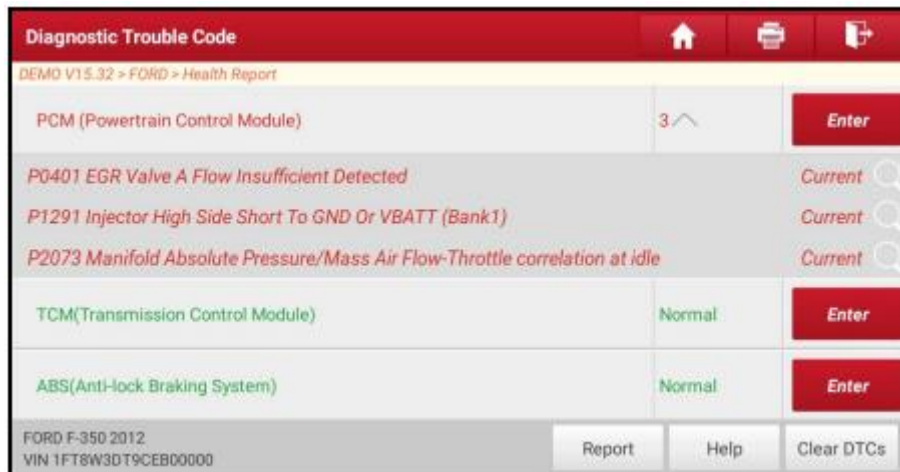 Diagnostic Trouble Code
DEMO V15.32 > FORD > Health Report
PCM (Powertrain Control Module) 3 Enter
P0401 EGR Valve A Flow Insufficient Detected Current
P1291 Injector High Side Short To GND Or VBATT (Bank1) Current
P2073 Manifold Absolute Pressure/Mass Air Flow-Throttle correlation at idle Current
TCM(Transmission Control Module) Normal Enter
ABS(Anti-lock Braking System) Normal Enter
FORD F-350 2012
VIN 1FT8W3DT9CEB00000
Report Help Clear DTCs